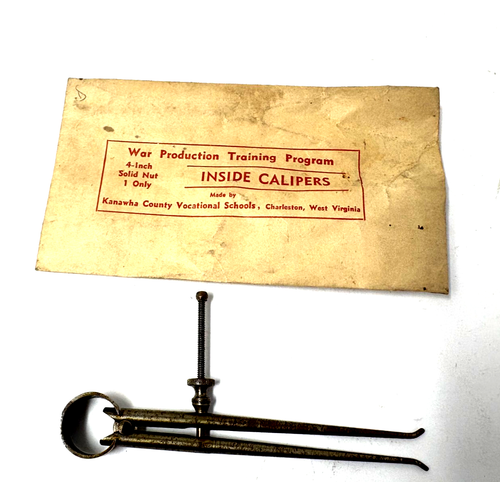 War Production Training Program
4-Inch
Solid Nut
1 Only
INSIDE CALIPERS
Made by
Kanawha County Vocational Schools, Charleston, West Virginia